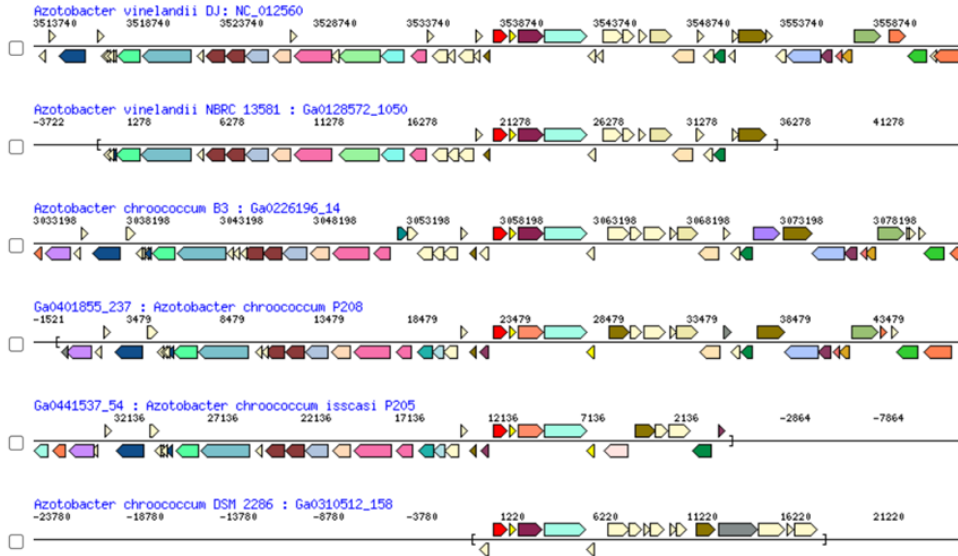 Azotobacter vinelandii DJ: NC_012560
3513740 3518740 3523740 3528740 3533740 3538740 3543740 3548740 3553740 3558740
Azotobacter vinelandii NBRC 13581 : Ga0128572_1050
-3722 1278 6278 11278 16278 21278 26278 31278 36278 41278
Azotobacter chroococcum B3 : Ga0226196_14
3033198 3038198 3043198 3048198 3053198 3058198 3063198 3068198 3073198 3078198
Ga0401855_237 : Azotobacter chroococcum P208
-1521 3479 8479 13479 18479 23479 28479 33479 38479 43479
Ga0441537_54 : Azotobacter chroococcum isscasi P205
32136 27136 22136 17136 12136 7136 2136 -2864 -7864
Azotobacter chroococcum DSM 2286 : Ga0310512_158
-23780 -18780 -13780 -8780 -3780 1220 6220 11220 16220 21220